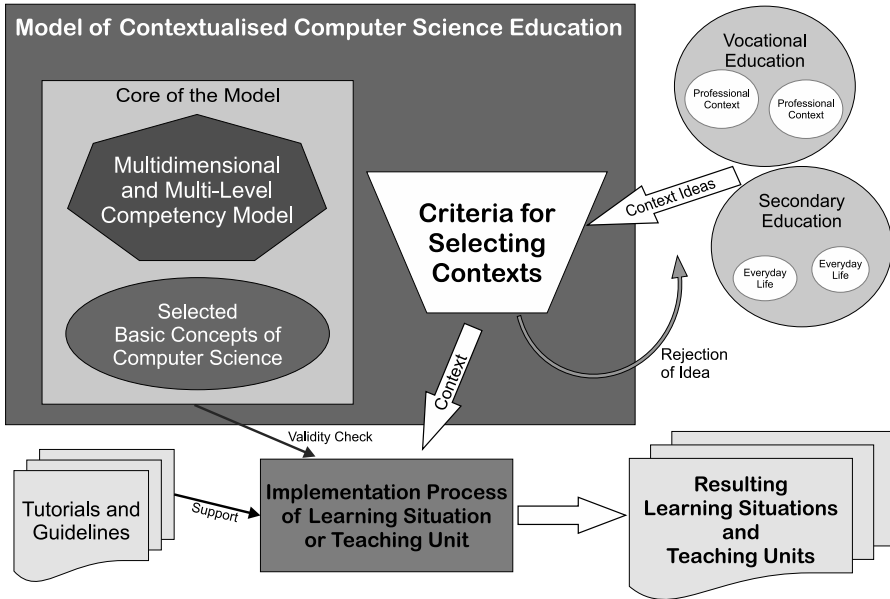 Model of Contextualised Computer Science Education
Core of the Model
Multidimensional
and Multi-Level
Competency Model
Selected
Basic Concepts of
Computer Science
Criteria for
Selecting
Contexts
Vocational
Education
Professional
Context
Professional
Context
Context Ideas
Secondary
Education
Everyday
Life
Everyday
Life
Rejection
of Idea
Context
Validity Check
Tutorials and
Guidelines
Support
Implementation Process
of Learning Situation
or Teaching Unit
Resulting
Learning Situations
and
Teaching Units